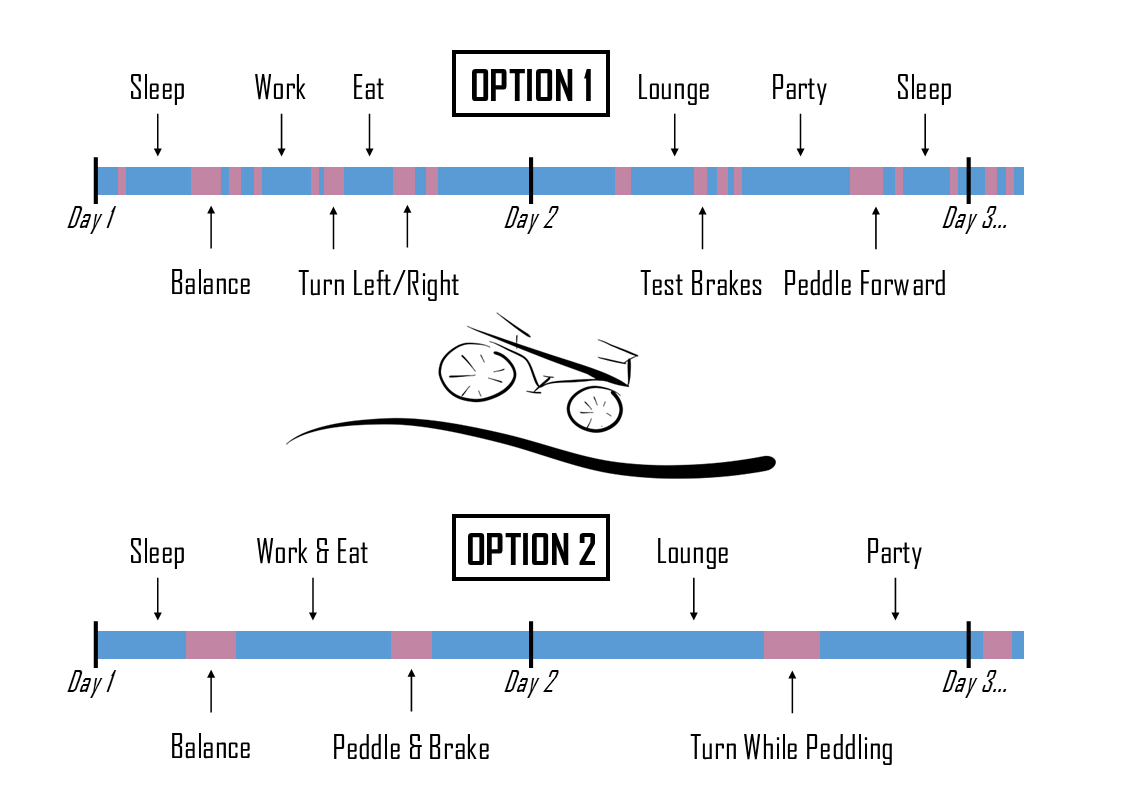 OPTION 1
Sleep Work Eat Lounge Party Sleep
Day 1 Day 2 Day 3...
Balance Turn Left/Right Test Brakes Peddle Forward
OPTION 2
Sleep Work & Eat Lounge Party
Day 1 Day 2 Day 3...
Balance Peddle & Brake Turn While Peddling